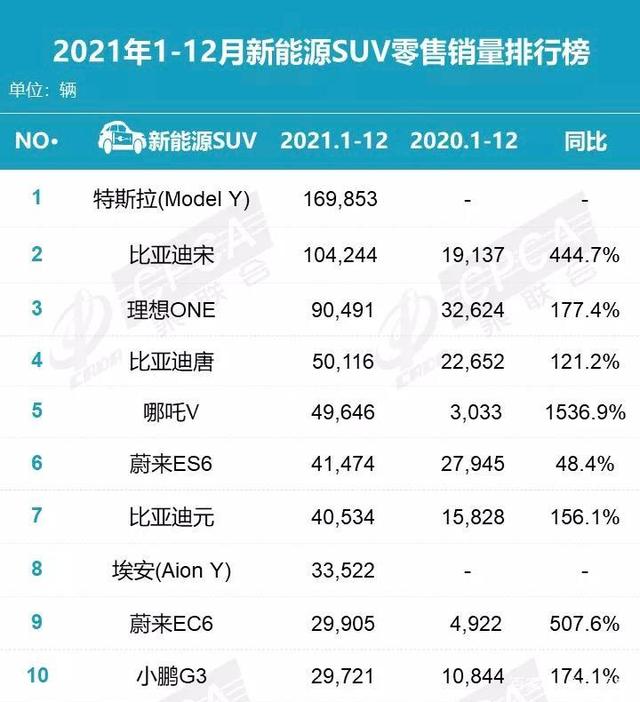 2021年1-12月新能源SUV零售销量排行榜
单位：辆
NO• 新能源SUV 2021.1-12 2020.1-12 同比
1 特斯拉(Model Y) 169,853 - -
2 比亚迪宋 104,244 19,137 444.7%
3 理想ONE 90,491 32,624 177.4%
4 比亚迪唐 50,116 22,652 121.2%
5 哪吒V 49,646 3,033 1536.9%
6 蔚来ES6 41,474 27,945 48.4%
7 比亚迪元 40,534 15,828 156.1%
8 埃安(Aion Y) 33,522 - -
9 蔚来EC6 29,905 4,922 507.6%
10 小鹏G3 29,721 10,844 174.1%
CPCA
乘联会